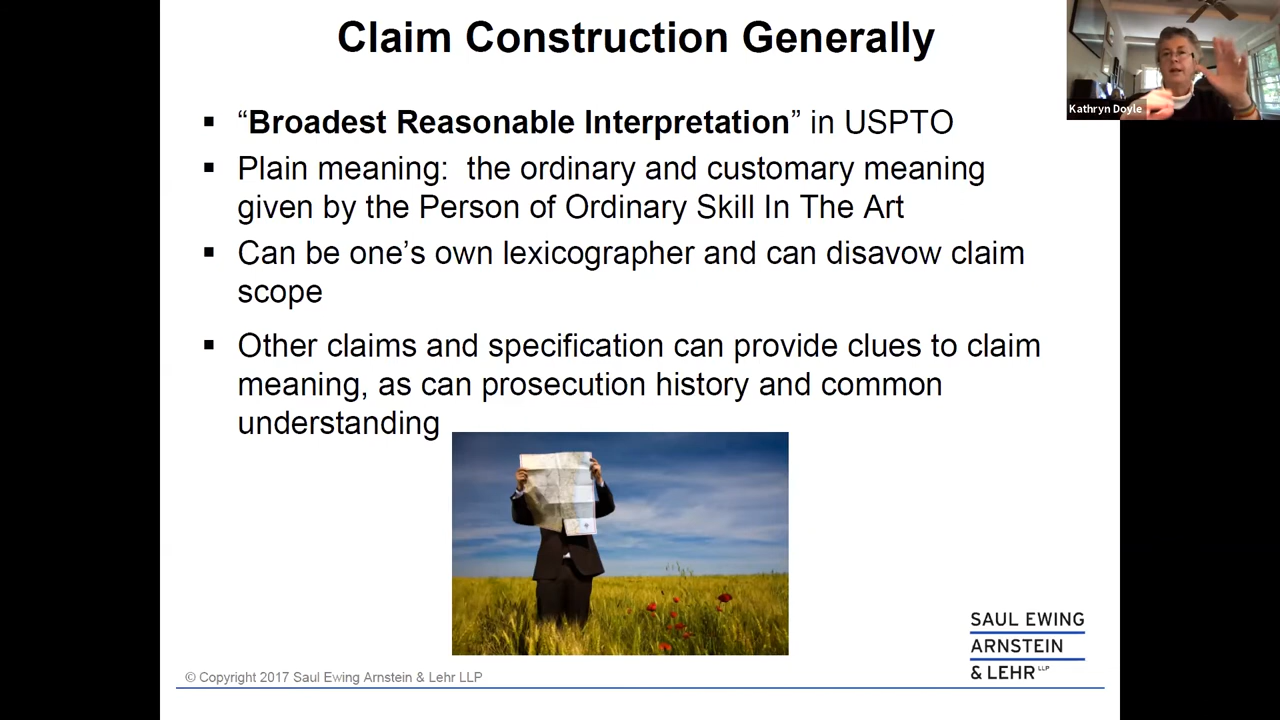 Claim Construction Generally
Kathryn Doyle
▪ “Broadest Reasonable Interpretation” in USPTO
▪ Plain meaning:  the ordinary and customary meaning
given by the Person of Ordinary Skill In The Art
▪ Can be one’s own lexicographer and can disavow claim
scope
▪ Other claims and specification can provide clues to claim
meaning, as can prosecution history and common
understanding
SAUL EWING
ARNSTEIN
& LEHR LLP
© Copyright 2017 Saul Ewing Arnstein & Lehr LLP